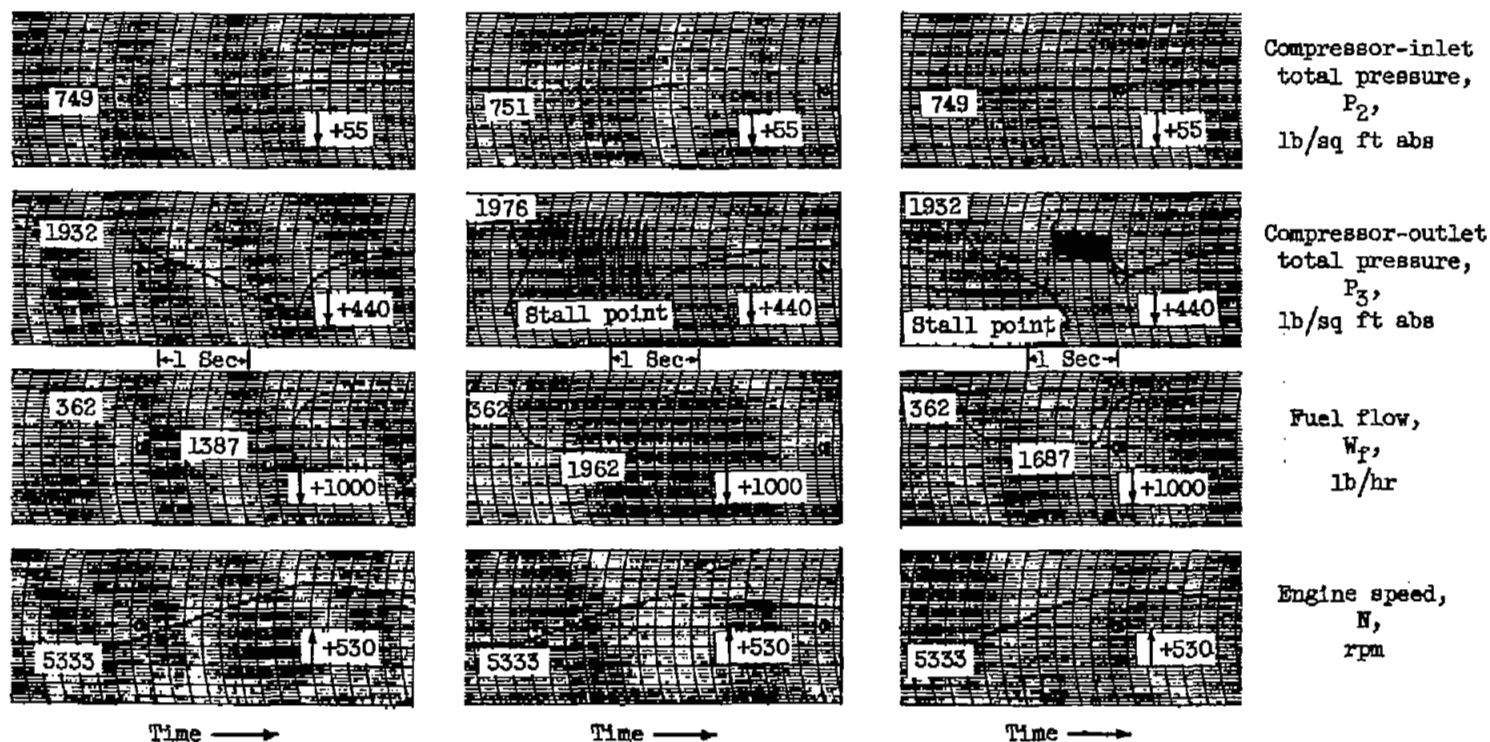 749
+55
751
+55
749
+55
Compressor-inlet
total pressure,
P2,
lb/sq ft abs
1932
+440
1976
Stall point
+440
1932
Stall point
+440
Compressor-outlet
total pressure,
P3,
lb/sq ft abs
1 Sec
1 Sec
1 Sec
362
1387
+1000
362
1962
+1000
362
1687
+1000
Fuel flow,
Wf,
lb/hr
5333
+530
5333
+530
5333
+530
Engine speed,
N,
rpm
Time
Time
Time